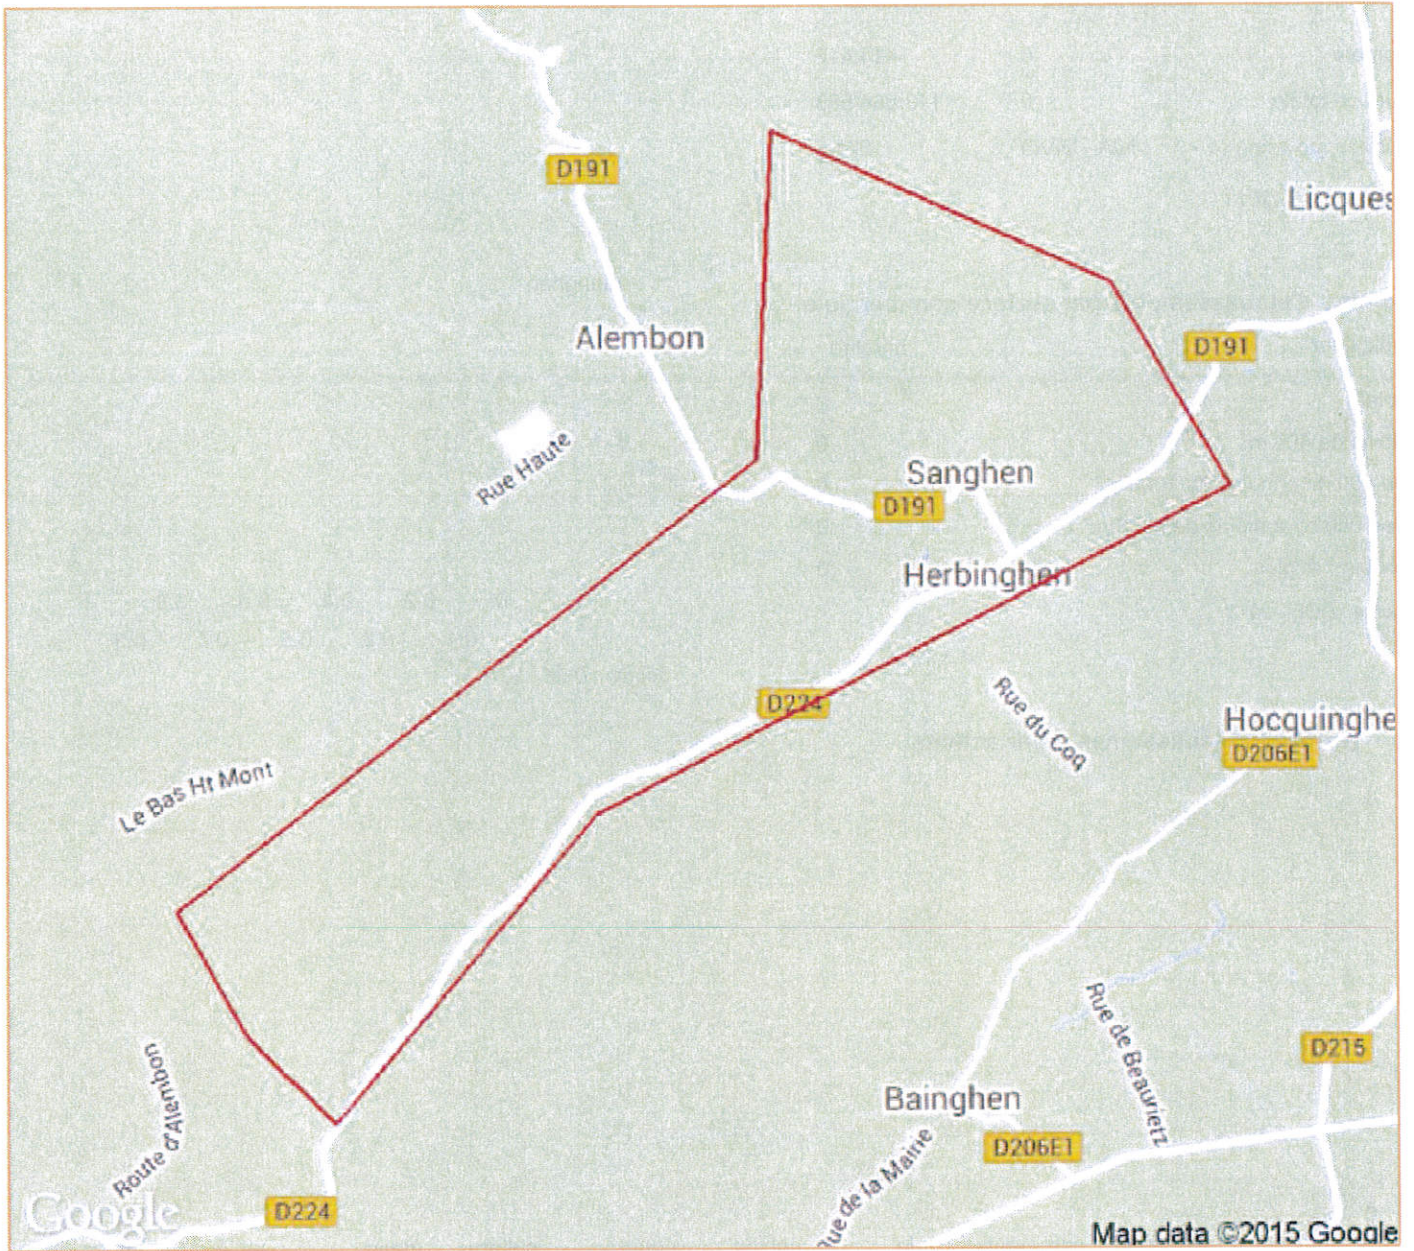 D191
Licques
Alembon
D191
Rue Haute
Sanghen
D191
Herbinghen
D224
Rue du Coq
Hocquinghe
D206E1
Le Bas Ht Mont
Rue de Beaurietz
D215
Route d'Alembon
Bainghen
D206E1
Rue de la Maine
D224
Google
Map data ©2015 Google